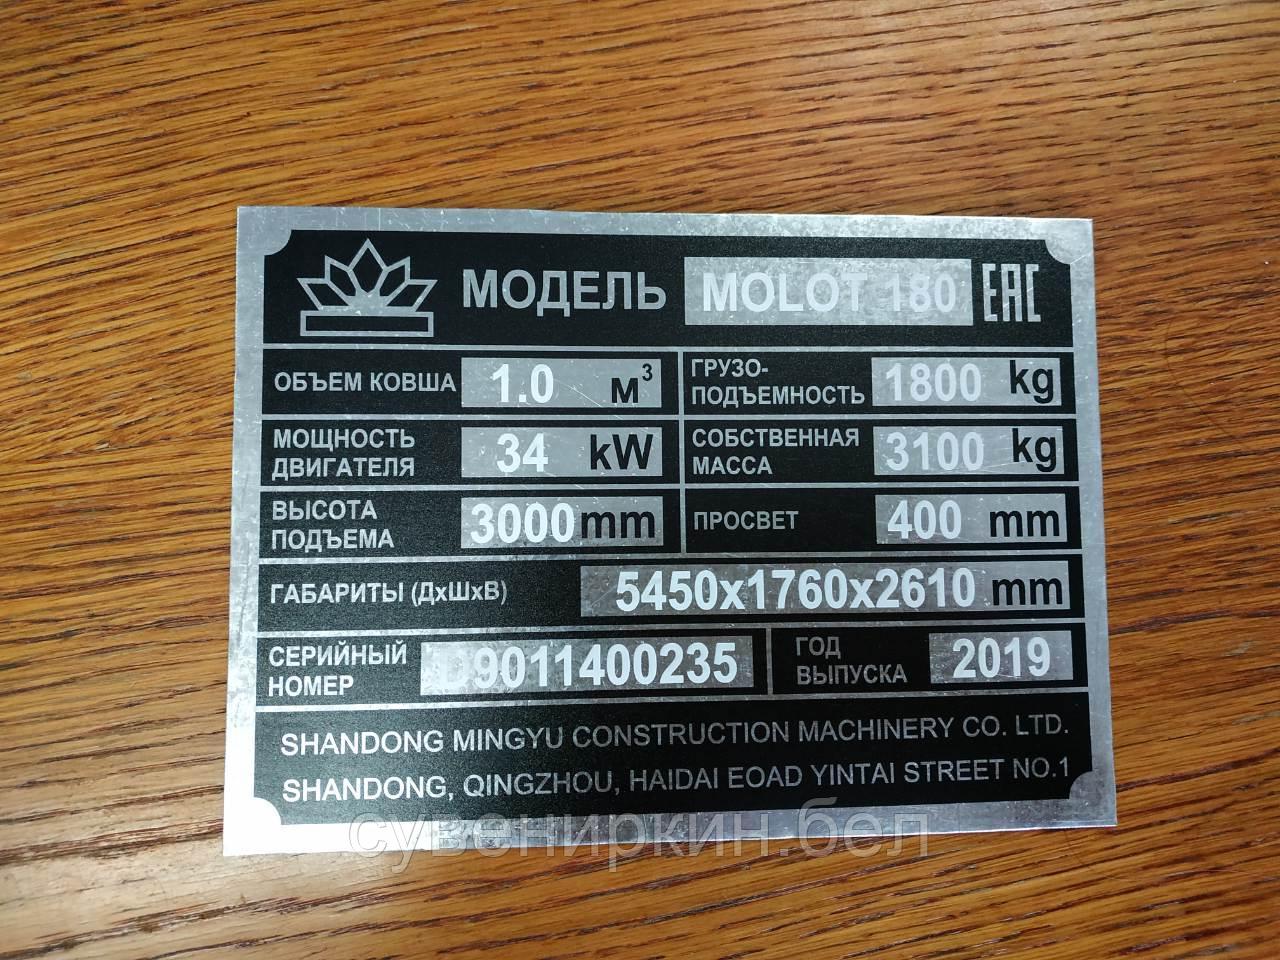 МОДЕЛЬ MOLOT 180 EAC
ОБЪЕМ КОВША 1.0 м³
ГРУЗО-
ПОДЪЕМНОСТЬ 1800 kg
МОЩНОСТЬ
ДВИГАТЕЛЯ 34 kW
СОБСТВЕННАЯ
МАССА 3100 kg
ВЫСОТА
ПОДЪЕМА 3000 mm
ПРОСВЕТ 400 mm
ГАБАРИТЫ (ДхШхВ) 5450x1760x2610 mm
СЕРИЙНЫЙ
НОМЕР D9011400235
ГОД
ВЫПУСКА 2019
SHANDONG MINGYU CONSTRUCTION MACHINERY CO. LTD.
SHANDONG, QINGZHOU, HAIDAI EOAD YINTAI STREET NO.1
сувениркин.бел